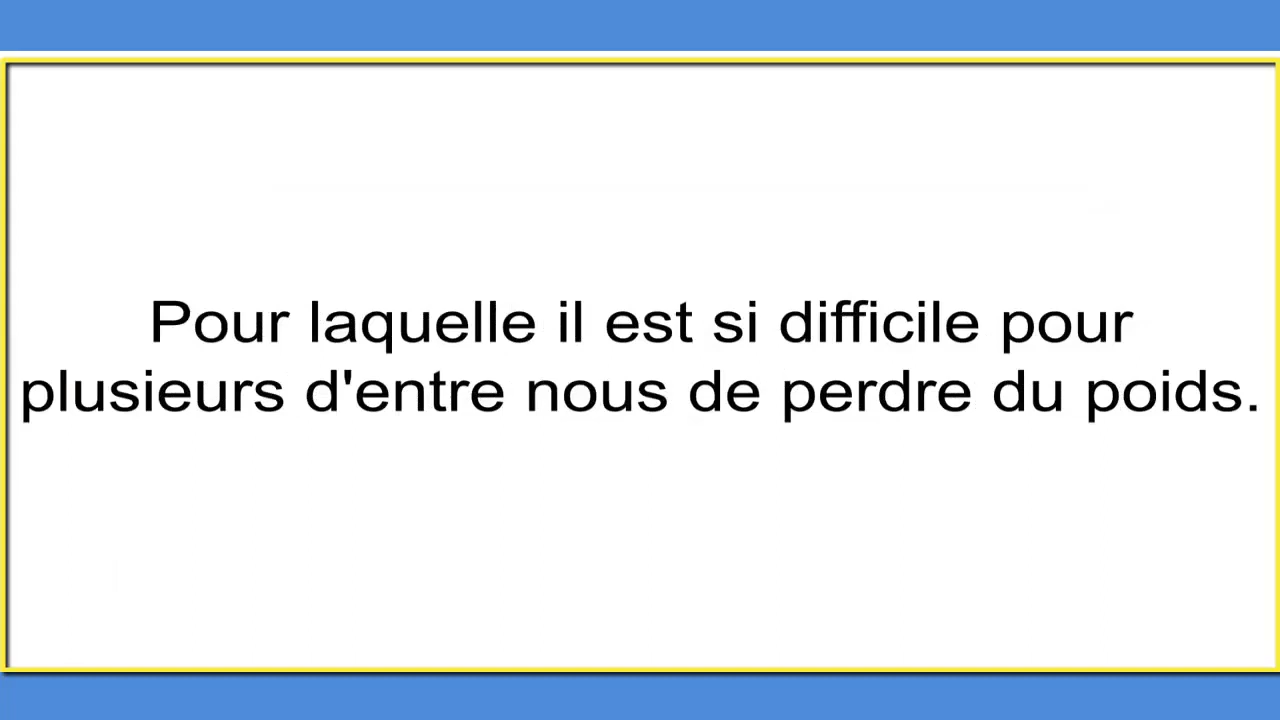 Pour laquelle il est si difficile pour
plusieurs d'entre nous de perdre du poids.